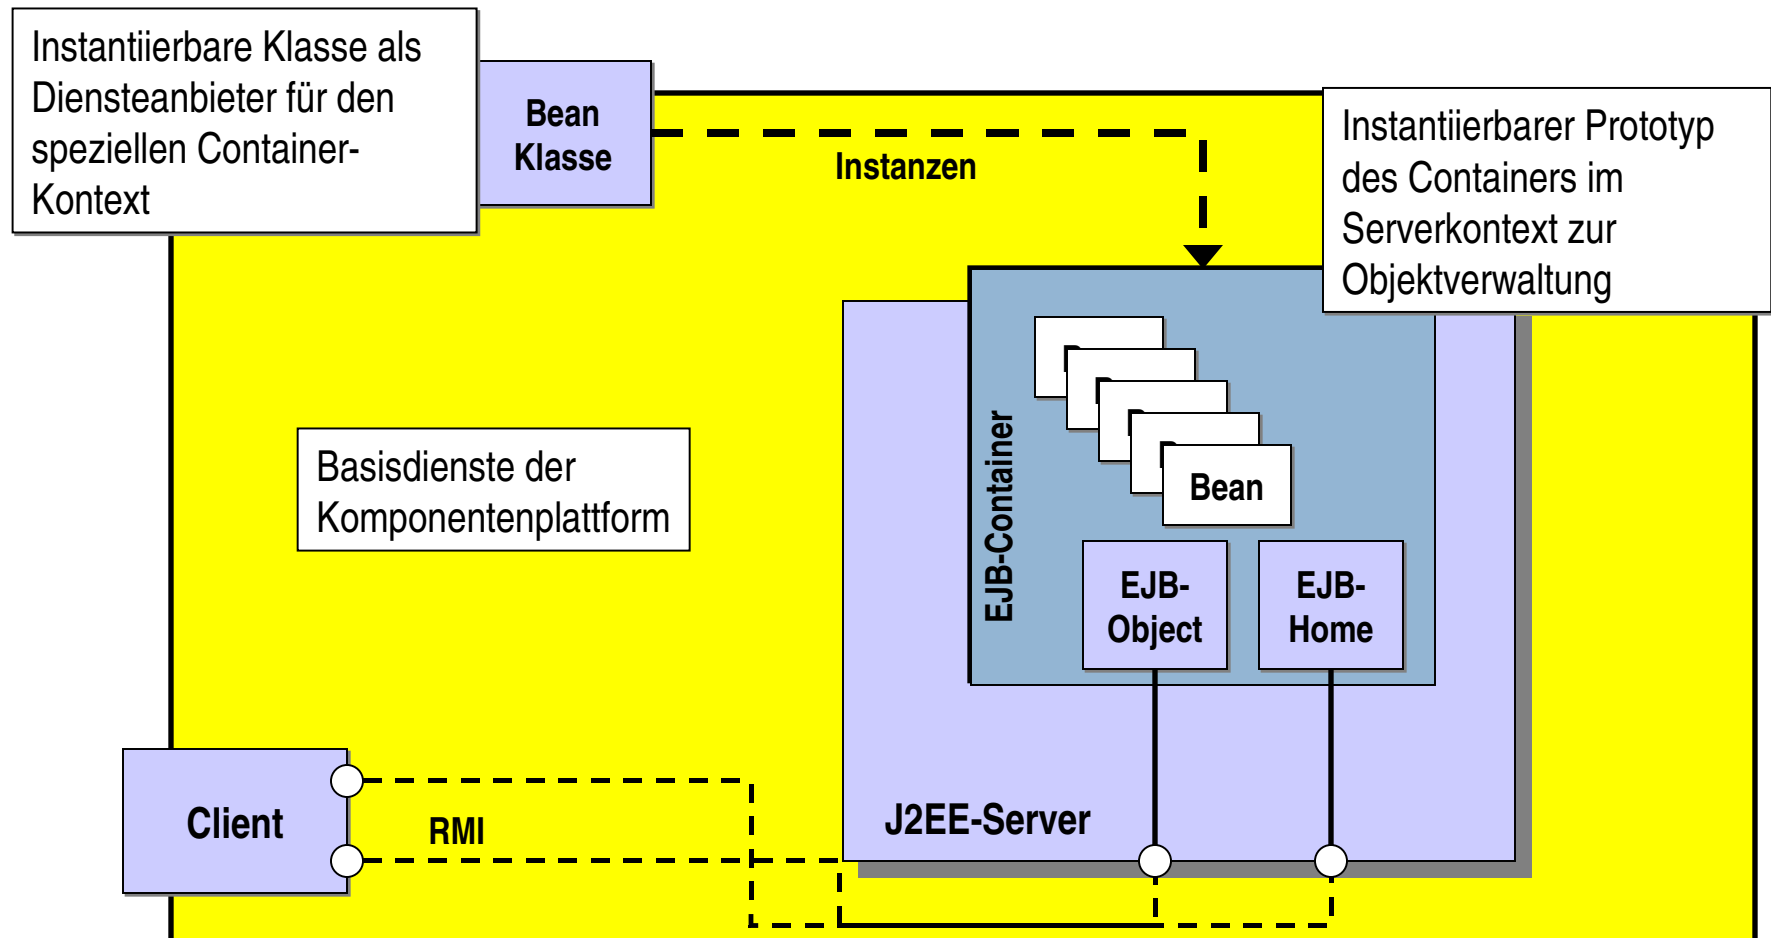 Instantiierbare Klasse als
Diensteanbieter für den
speziellen Container-
Kontext
Bean
Klasse
Instanzen
Instantiierbarer Prototyp
des Containers im
Serverkontext zur
Objektverwaltung
Basisdienste der
Komponentenplattform
EJB-Container
Bean
EJB-
Object
EJB-
Home
J2EE-Server
Client
RMI